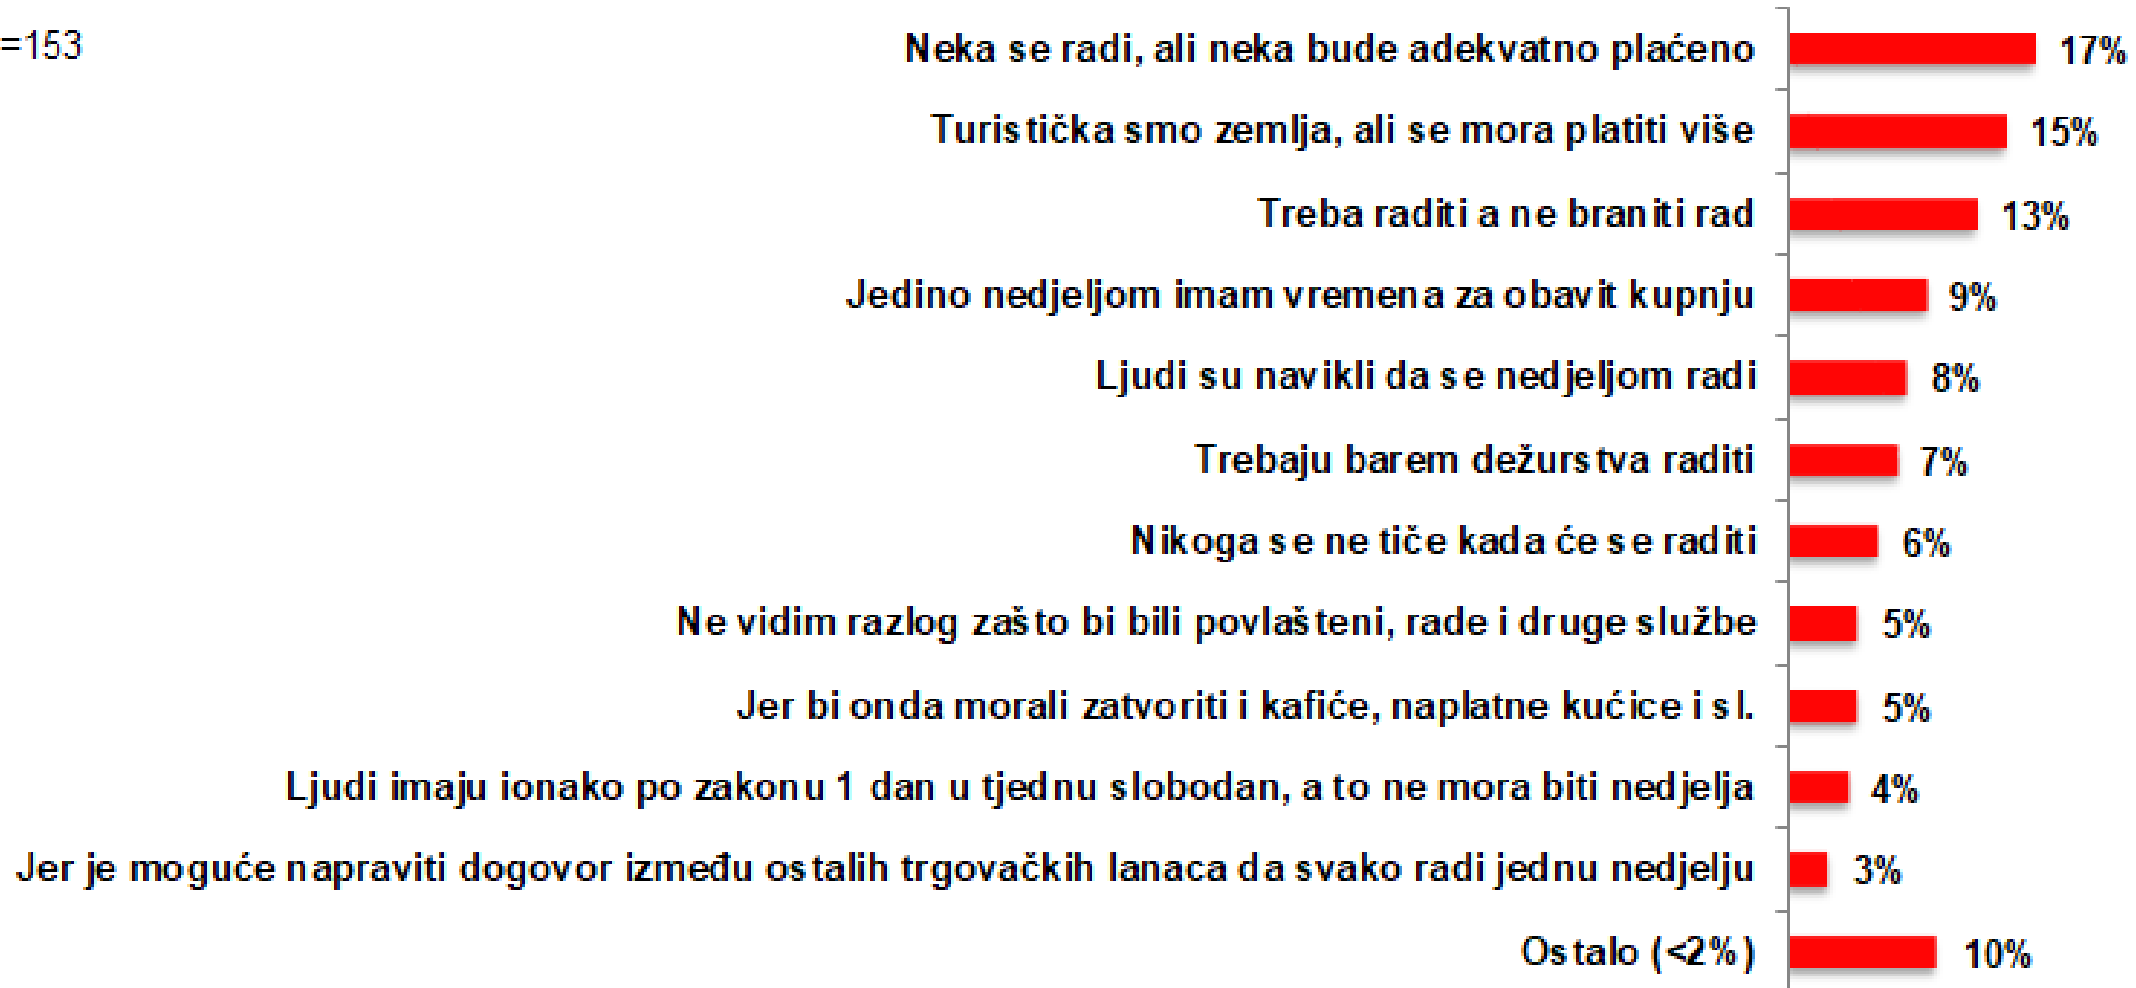 =153
Neka se radi, ali neka bude adekvatno plaćeno 17%
Turistička smo zemlja, ali se mora platiti više 15%
Treba raditi a ne braniti rad 13%
Jedino nedjeljom imam vremena za obavit kupnju 9%
Ljudi su navikli da se nedjeljom radi 8%
Trebaju barem dežurstva raditi 7%
Nikoga se ne tiče kada će se raditi 6%
Ne vidim razlog zašto bi bili povlašteni, rade i druge službe 5%
Jer bi onda morali zatvoriti i kafiće, naplatne kućice i sl. 5%
Ljudi imaju ionako po zakonu 1 dan u tjednu slobodan, a to ne mora biti nedjelja 4%
Jer je moguće napraviti dogovor između ostalih trgovačkih lanaca da svako radi jednu nedjelju 3%
Ostalo (<2%) 10%